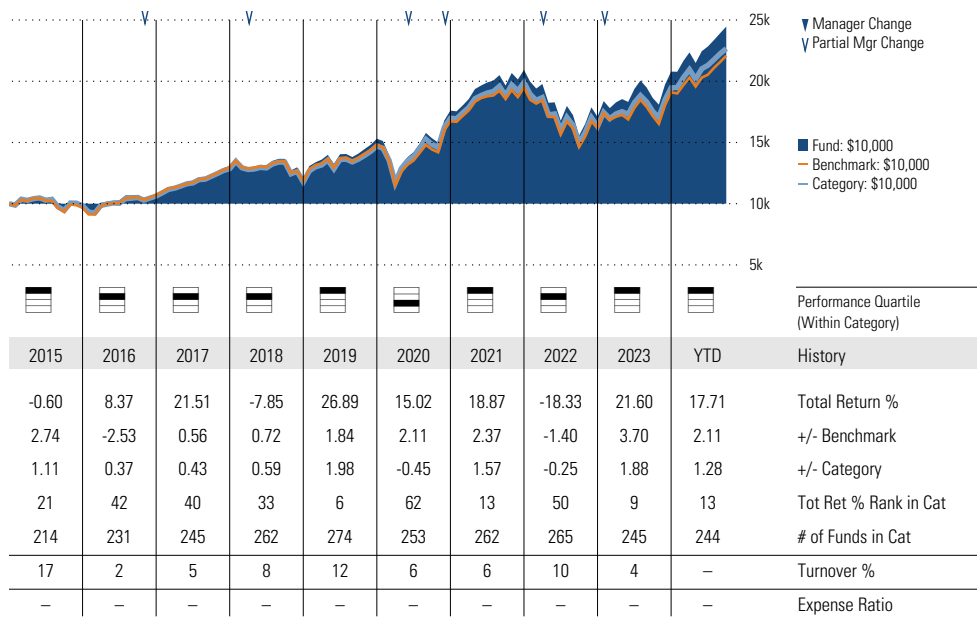 25k
▼ Manager Change
V Partial Mgr Change
20k
15k
Fund: $10,000
Benchmark: $10,000
Category: $10,000
10k
5k
Performance Quartile
(Within Category)
2015 2016 2017 2018 2019 2020 2021 2022 2023 YTD History
-0.60 8.37 21.51 -7.85 26.89 15.02 18.87 -18.33 21.60 17.71 Total Return %
2.74 -2.53 0.56 0.72 1.84 2.11 2.37 -1.40 3.70 2.11 +/- Benchmark
1.11 0.37 0.43 0.59 1.98 -0.45 1.57 -0.25 1.88 1.28 +/- Category
21 42 40 33 6 62 13 50 9 13 Tot Ret % Rank in Cat
214 231 245 262 274 253 262 265 245 244 # of Funds in Cat
17 2 5 8 12 6 6 10 4 – Turnover %
– – – – – – – – – – Expense Ratio